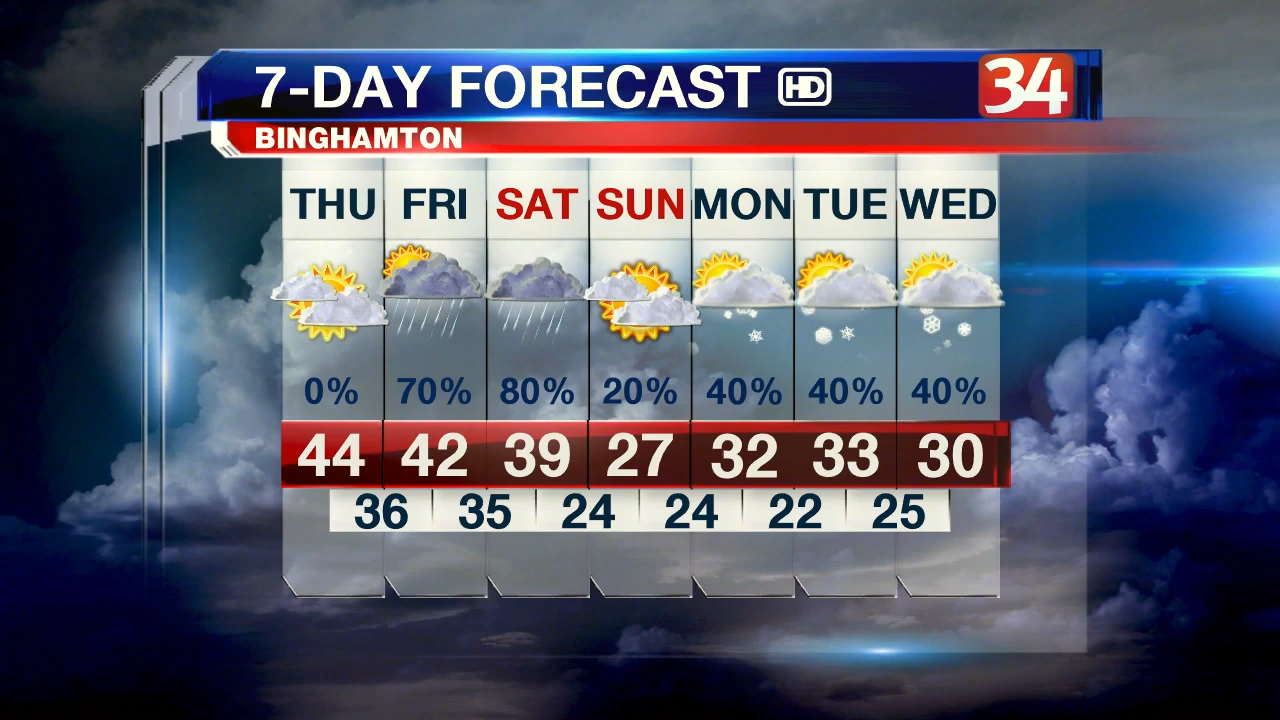 7-DAY FORECAST HD 34
BINGHAMTON
THU FRI SAT SUN MON TUE WED
0% 70% 80% 20% 40% 40% 40%
44 42 39 27 32 33 30
36 35 24 24 22 25